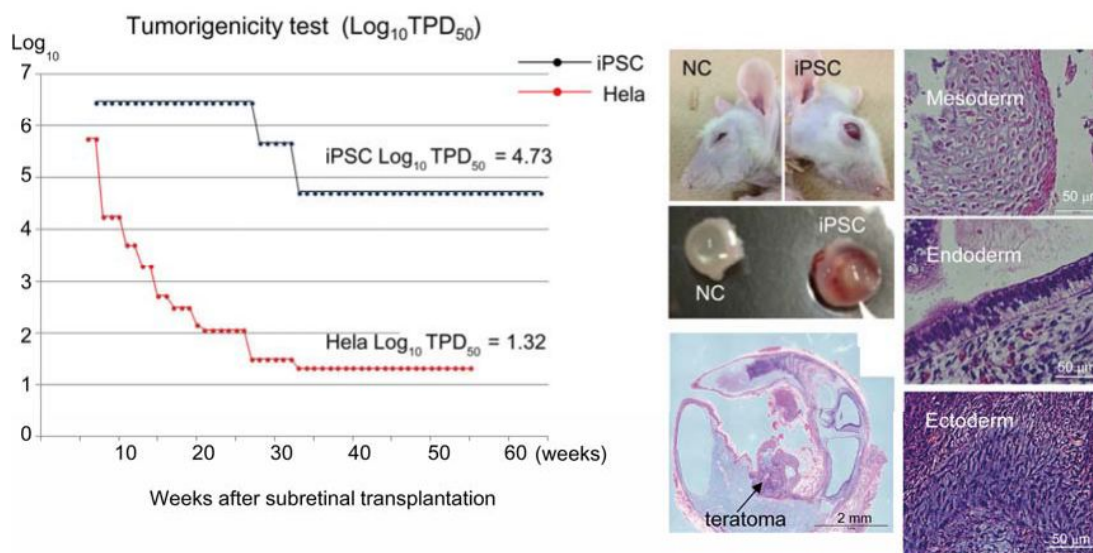 Tumorigenicity test (Log₁₀TPD₅₀)
Log₁₀
iPSC
Hela
7
6
5
4
3
2
1
0
iPSC Log₁₀ TPD₅₀ = 4.73
Hela Log₁₀ TPD₅₀ = 1.32
10 20 30 40 50 60 (weeks)
Weeks after subretinal transplantation
NC iPSC
iPSC
NC
teratoma
2 mm
Mesoderm
50 μm
Endoderm
50 μm
Ectoderm
50 μm